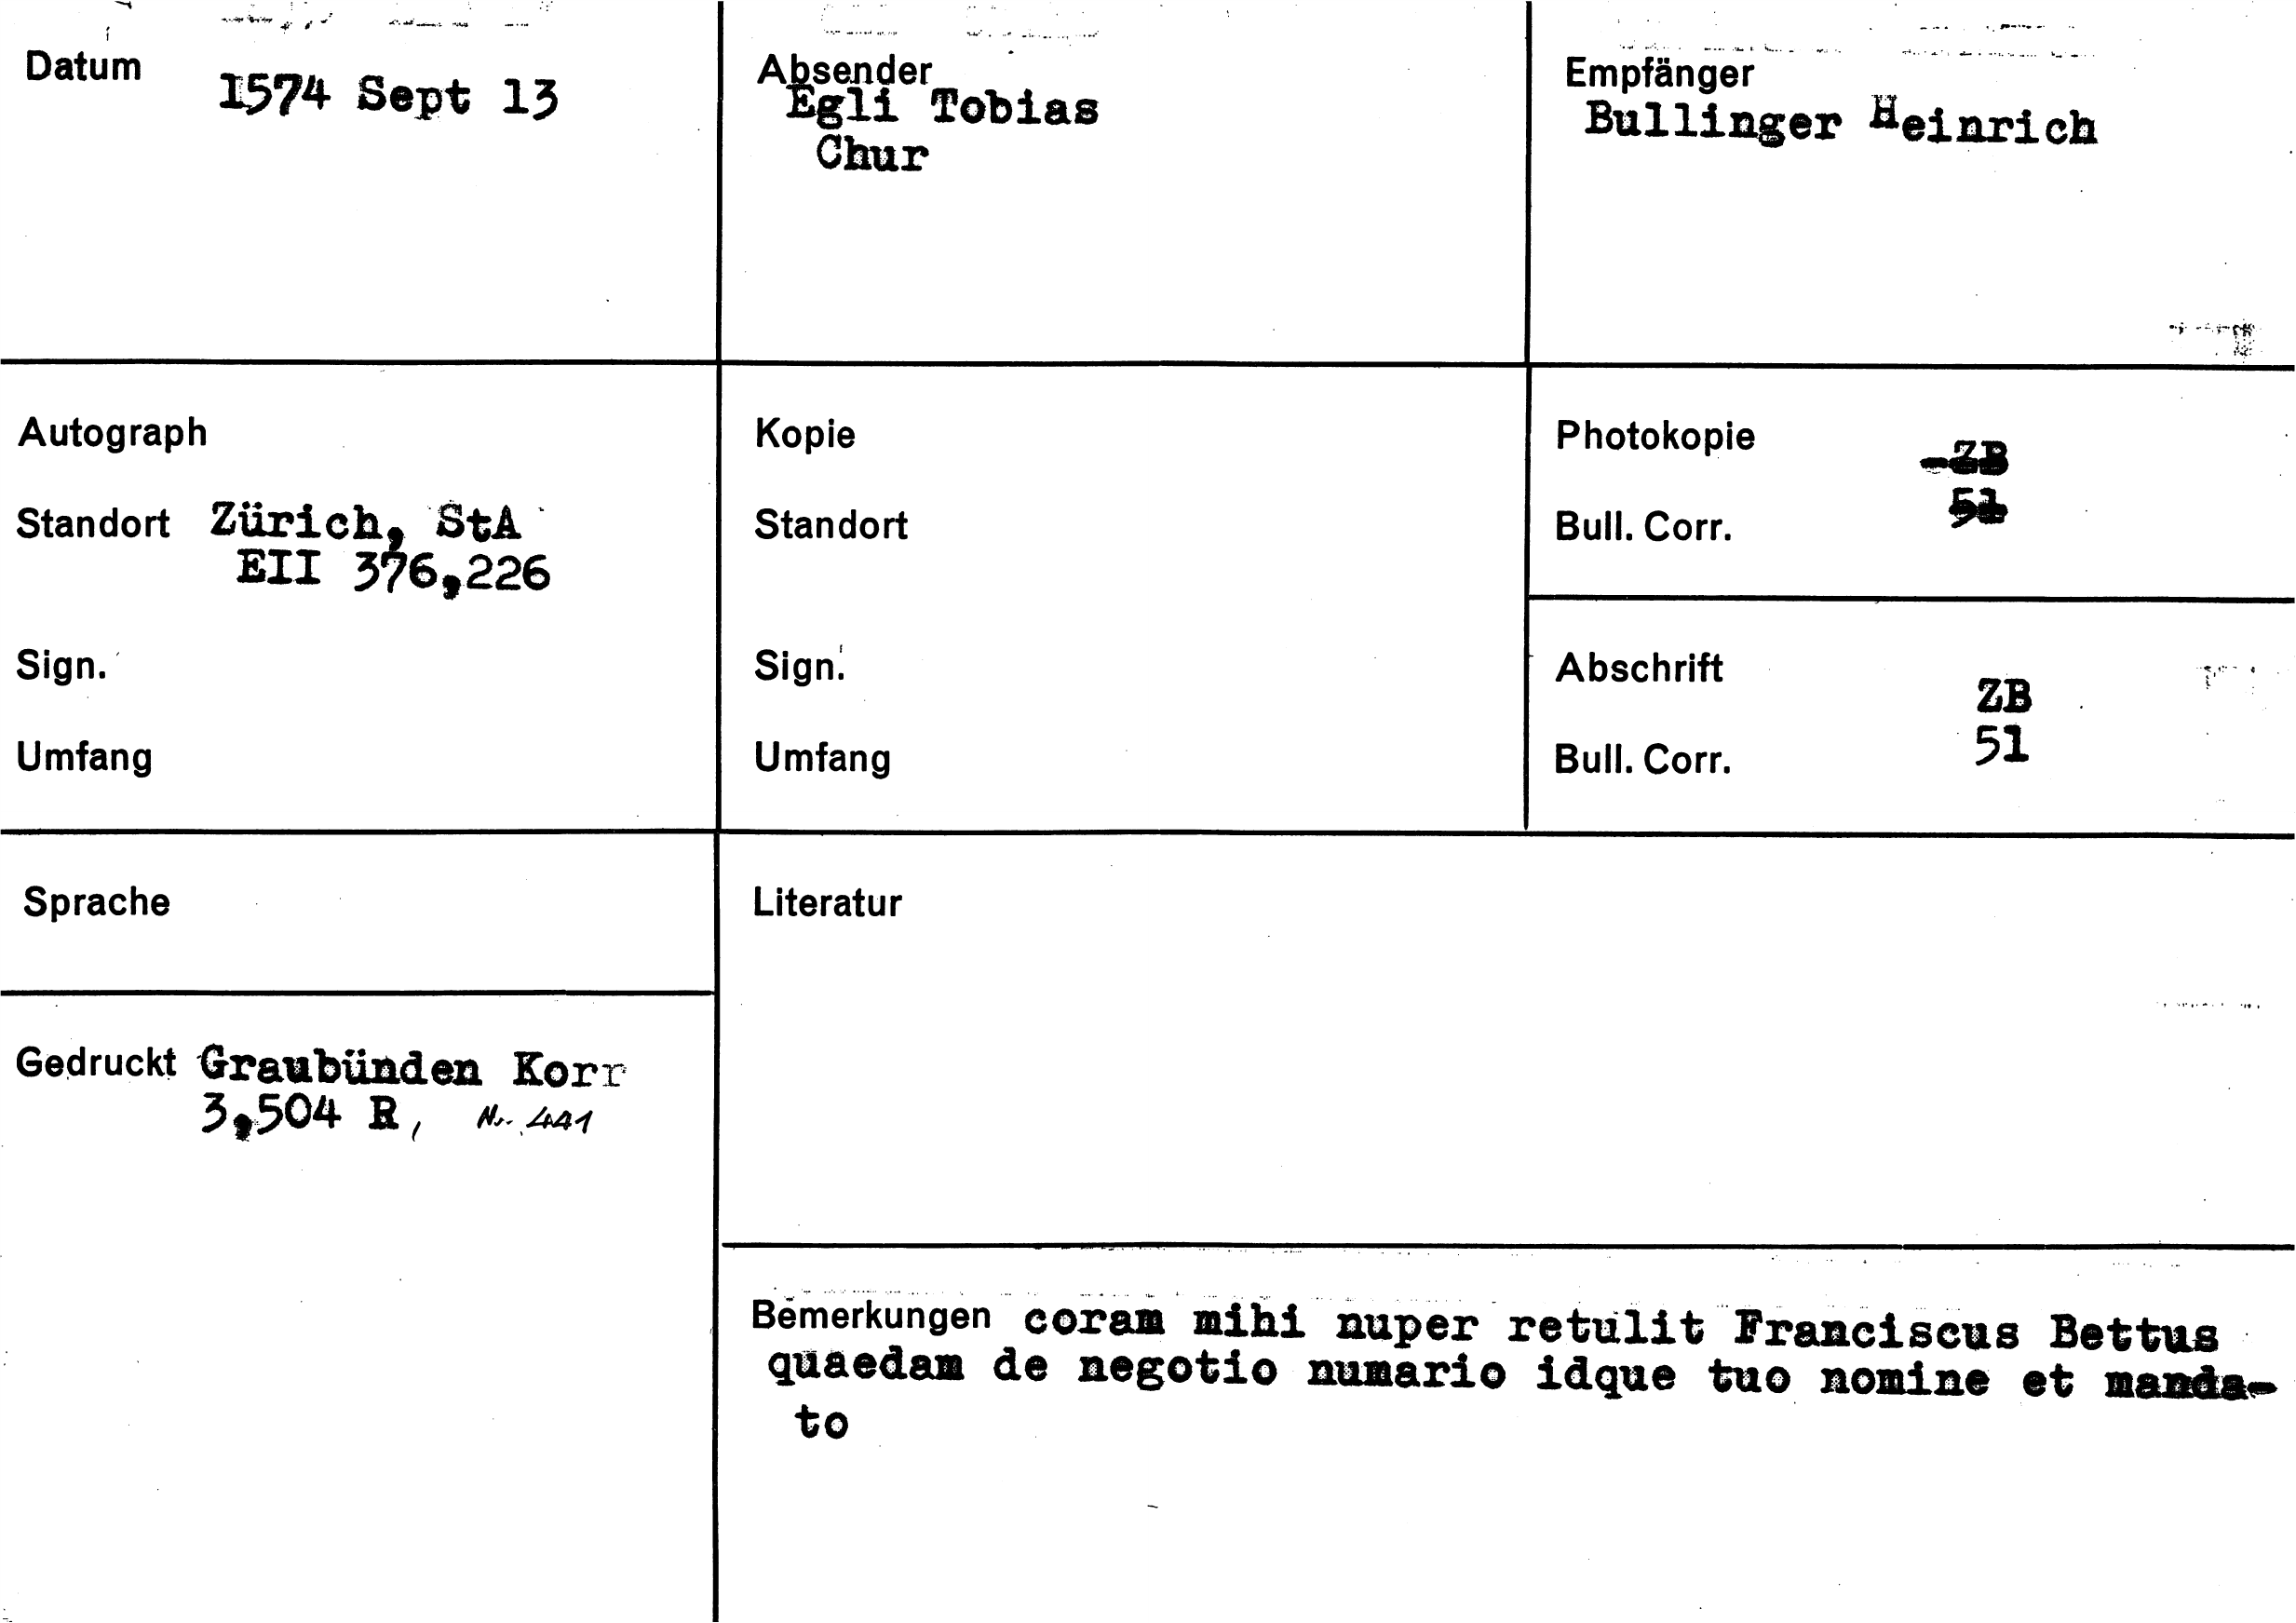 Datum 1574 Sept 13
Absender
Egli Tobias
Chur
Empfänger
Bullinger Heinrich
Autograph
Standort Zürich, StA
EII 376,226
Sign.
Umfang
Kopie
Standort
Sign.
Umfang
Photokopie ZB
Bull. Corr. 51
Abschrift ZB
Bull. Corr. 51
Sprache
Gedruckt Graubünden Korr
3,504 R, Nr. 441
Literatur
Bemerkungen coram mihi nuper retulit Franciscus Bettus
quaedam de negotio numario idque tuo nomine et manda-
to